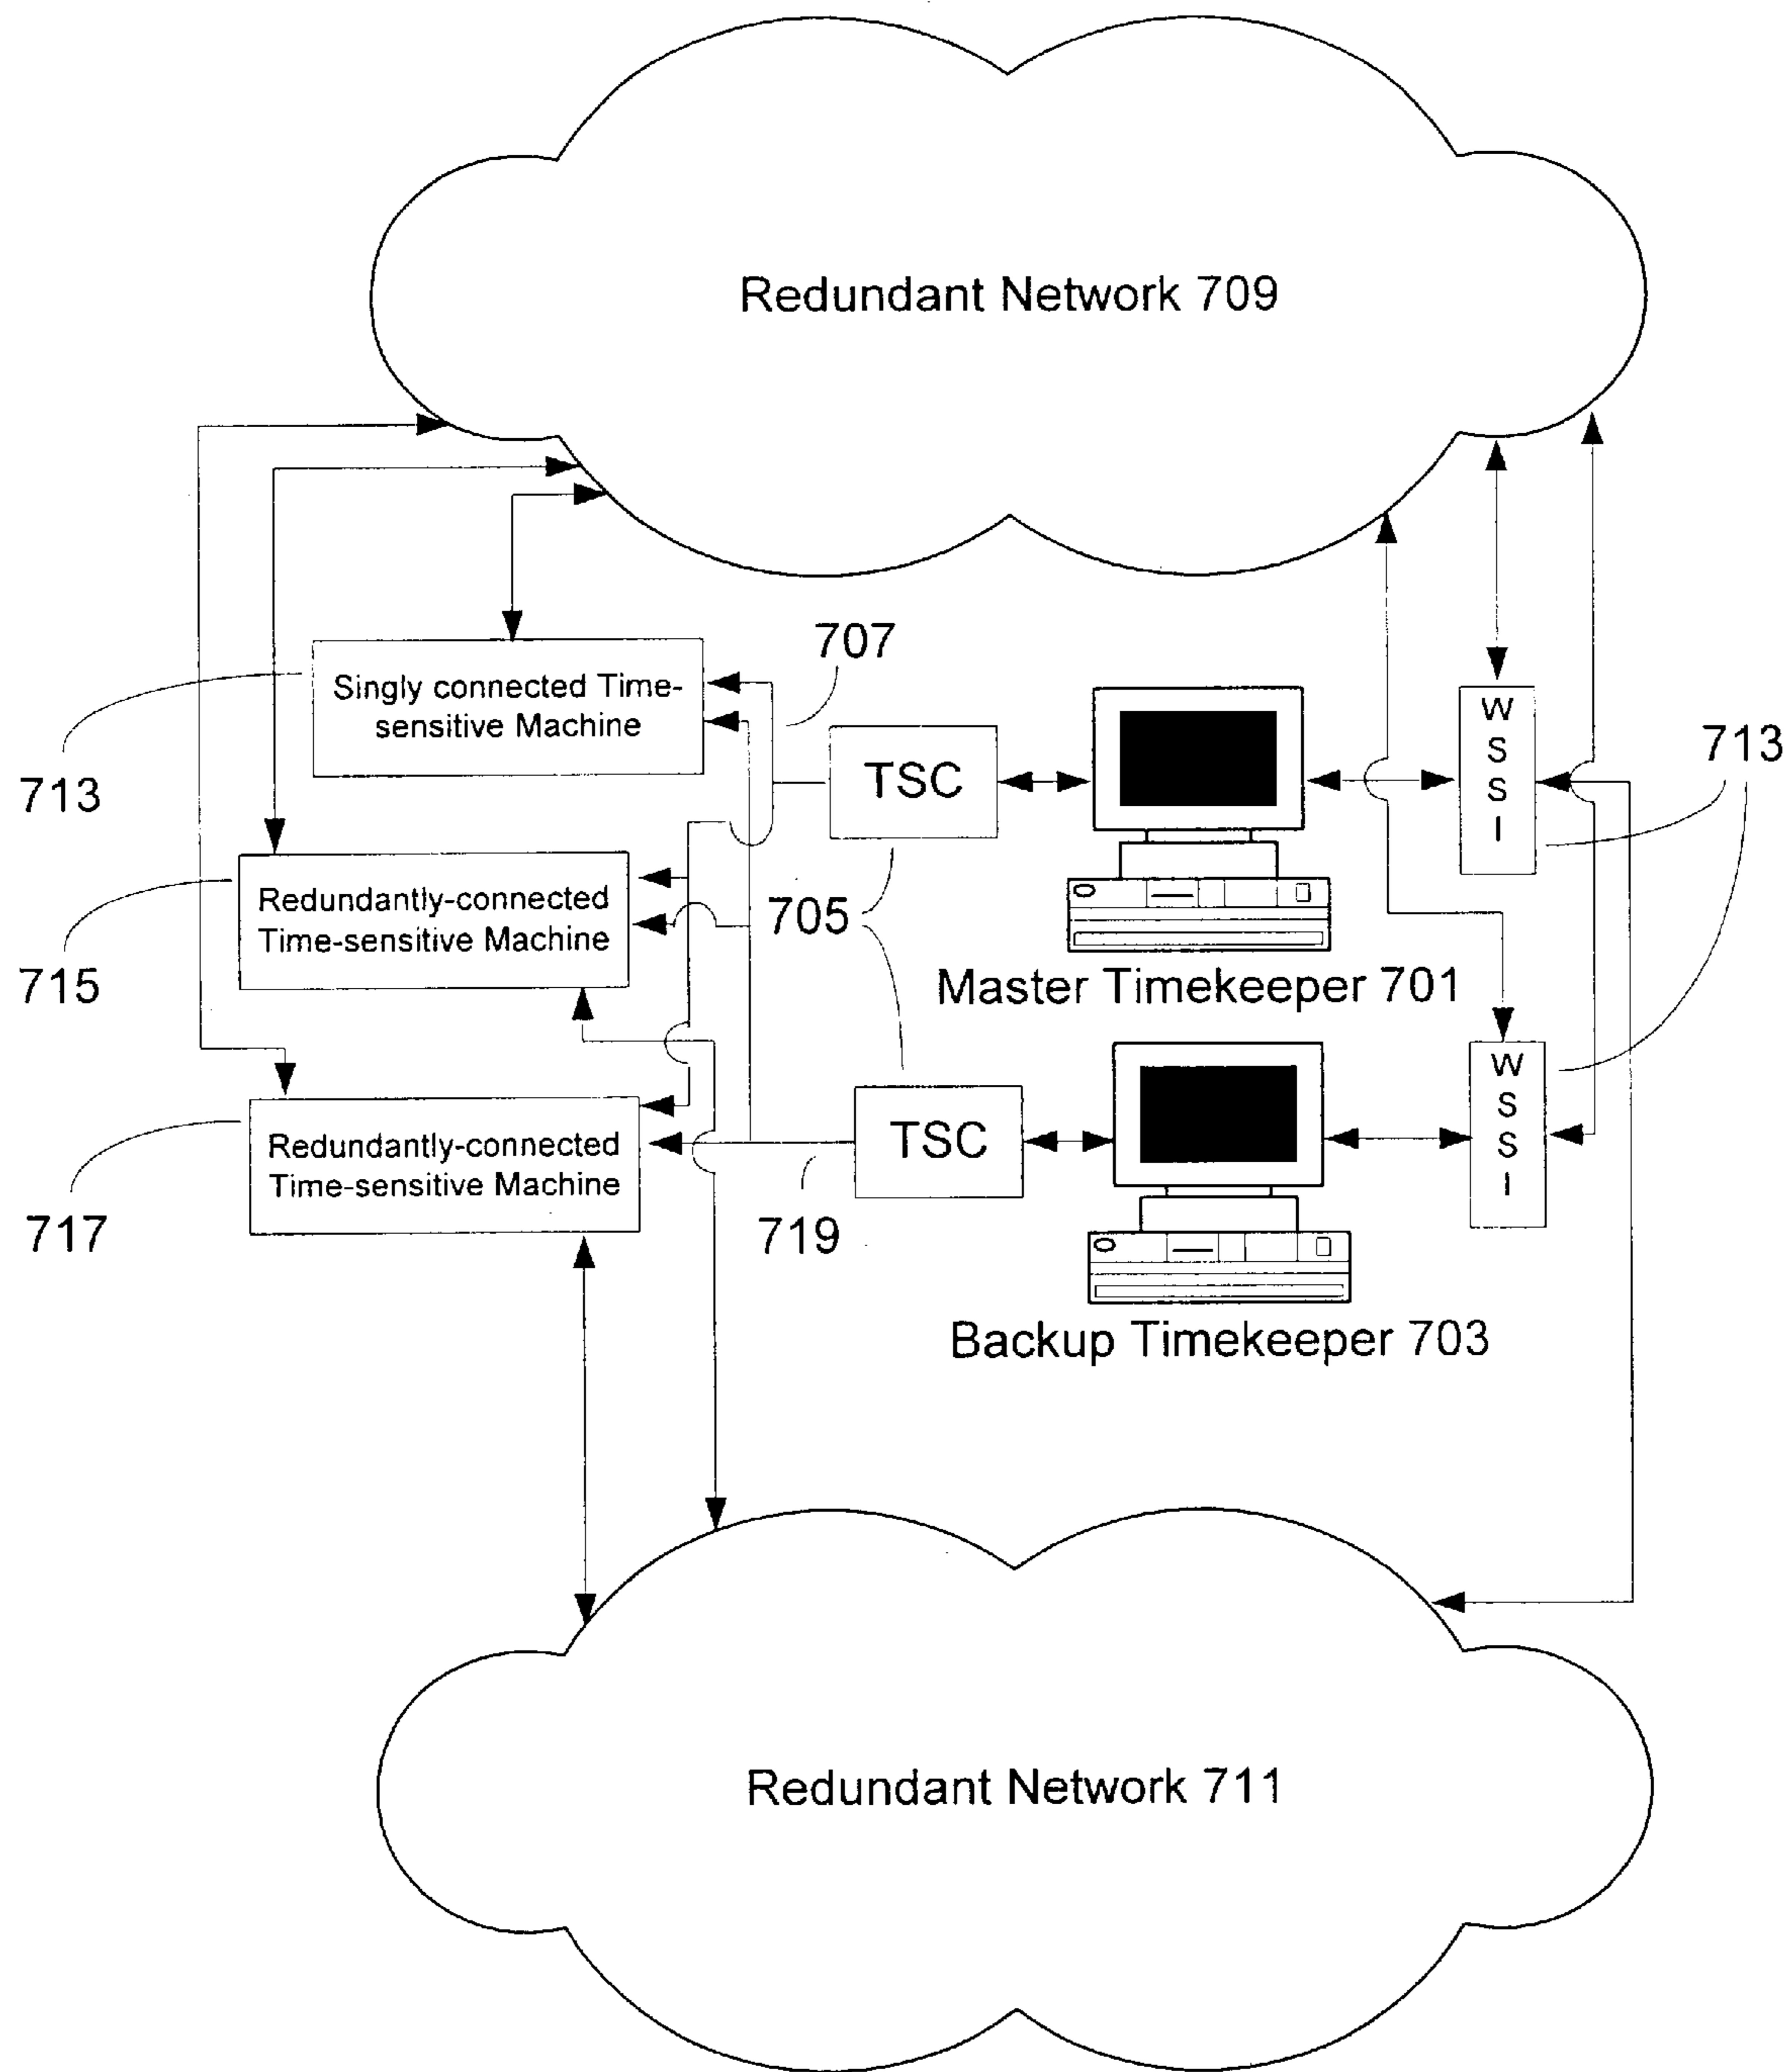 Redundant Network 709
707
Singly connected Time-
sensitive Machine
713
TSC
W
S
S
I
713
Redundantly-connected
Time-sensitive Machine
715
705
Master Timekeeper 701
Redundantly-connected
Time-sensitive Machine
717
TSC
719
W
S
S
I
Backup Timekeeper 703
Redundant Network 711